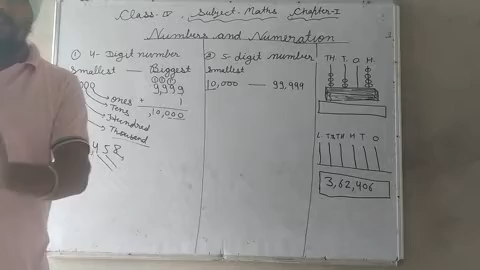 Class-IV Subject-Maths Chapter-I
Numbers and Numeration
① 4-Digit number
Smallest — Biggest
9,999
ones + 1
Tens 10,000
Hundred
Thousand
458
② 5-digit number
Smallest
10,000 — 99,999
TH T O H
L T.Th TH H T O
3,62,406